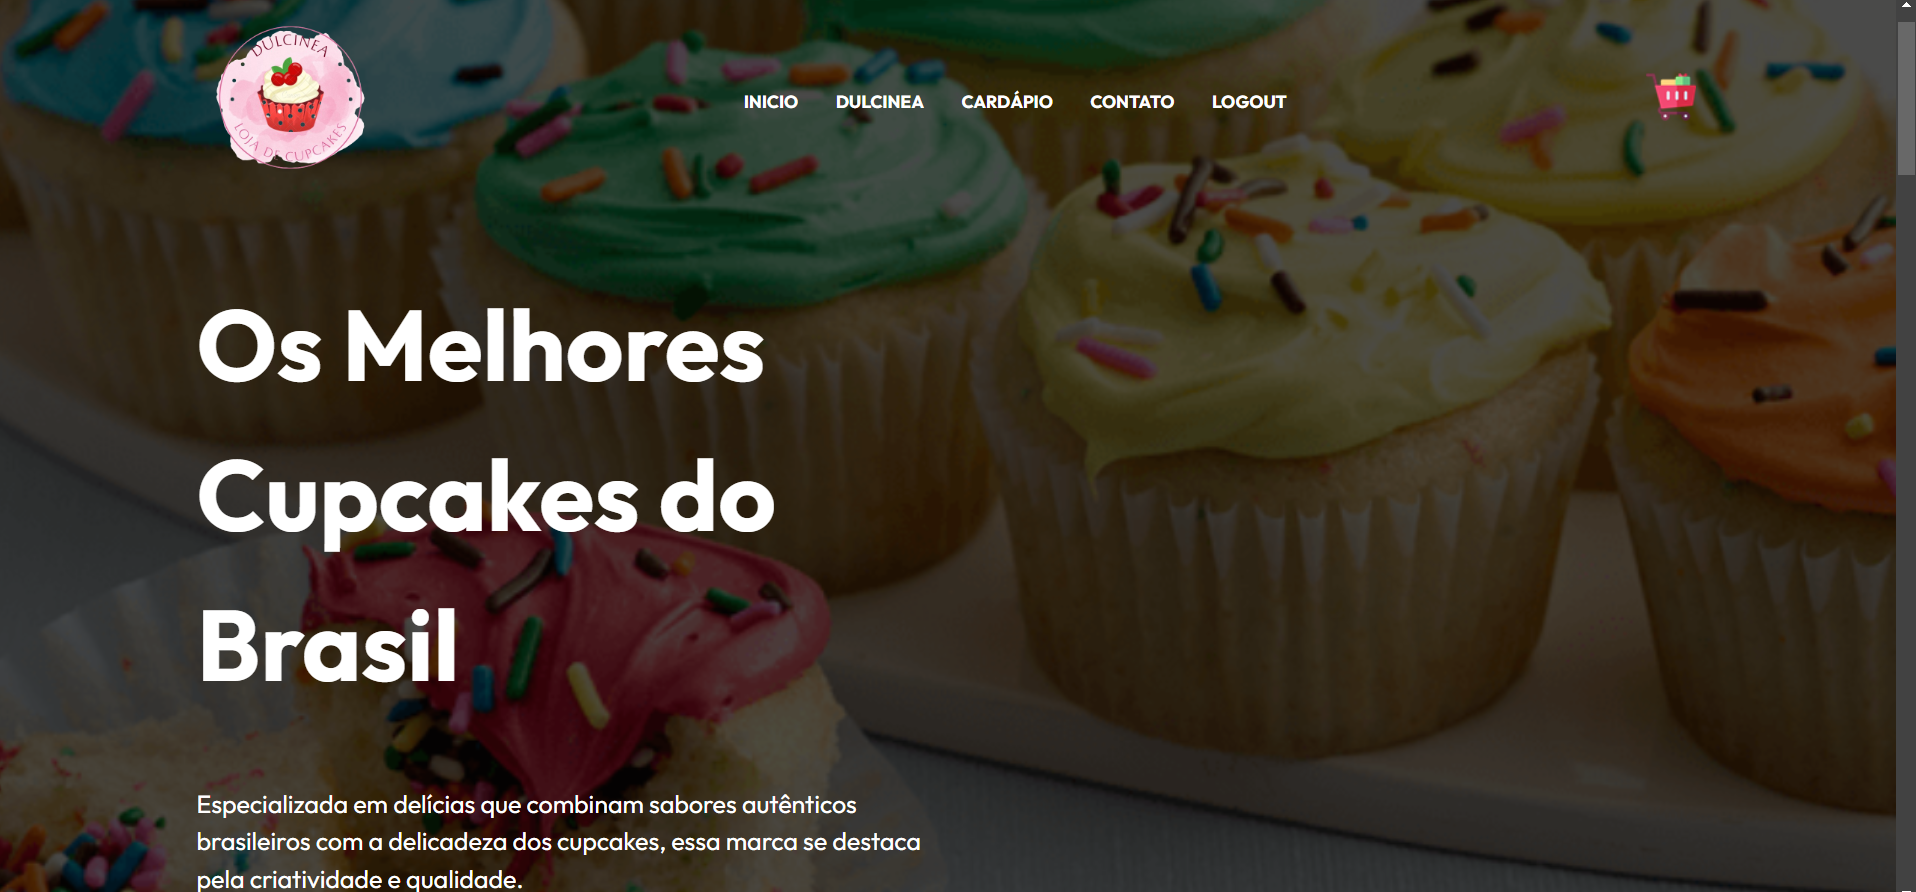 DULCINEA
LOJA DE CUPCAKES
INICIO DULCINEA CARDÁPIO CONTATO LOGOUT
Os Melhores
Cupcakes do
Brasil
Especializada em delícias que combinam sabores autênticos
brasileiros com a delicadeza dos cupcakes, essa marca se destaca
pela criatividade e qualidade.